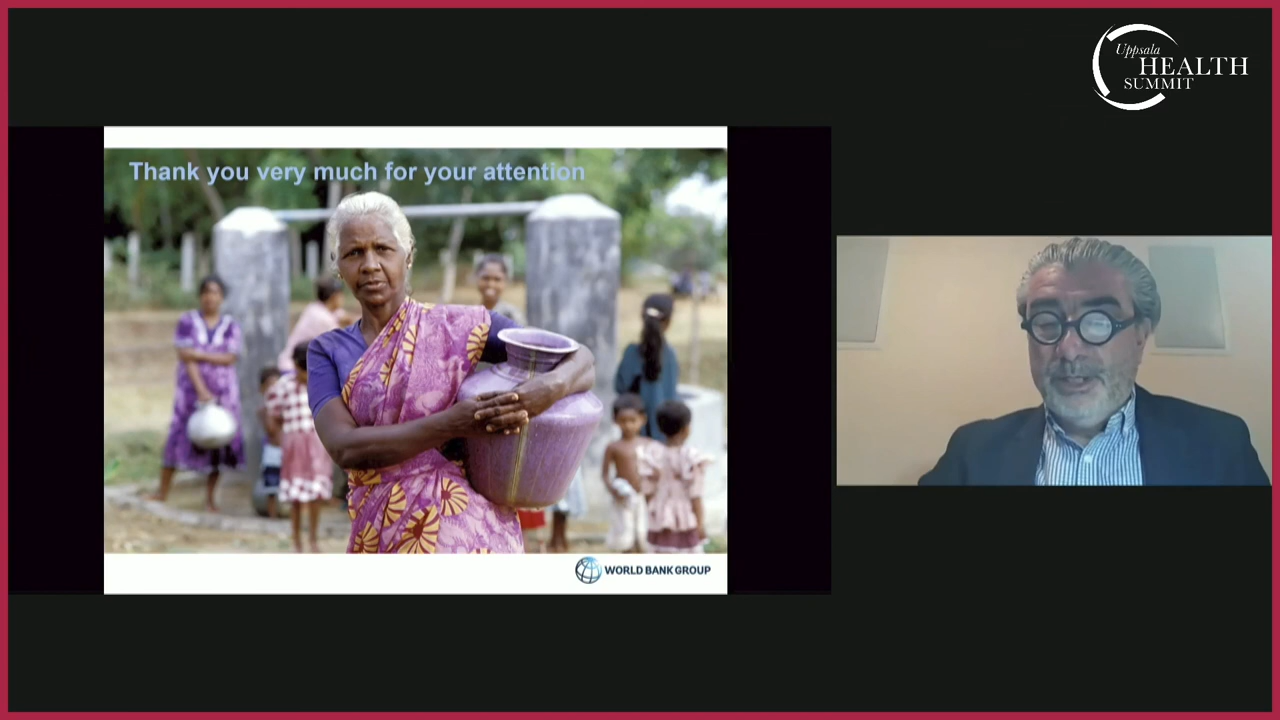 Uppsala
HEALTH
SUMMIT
Thank you very much for your attention
WORLD BANK GROUP